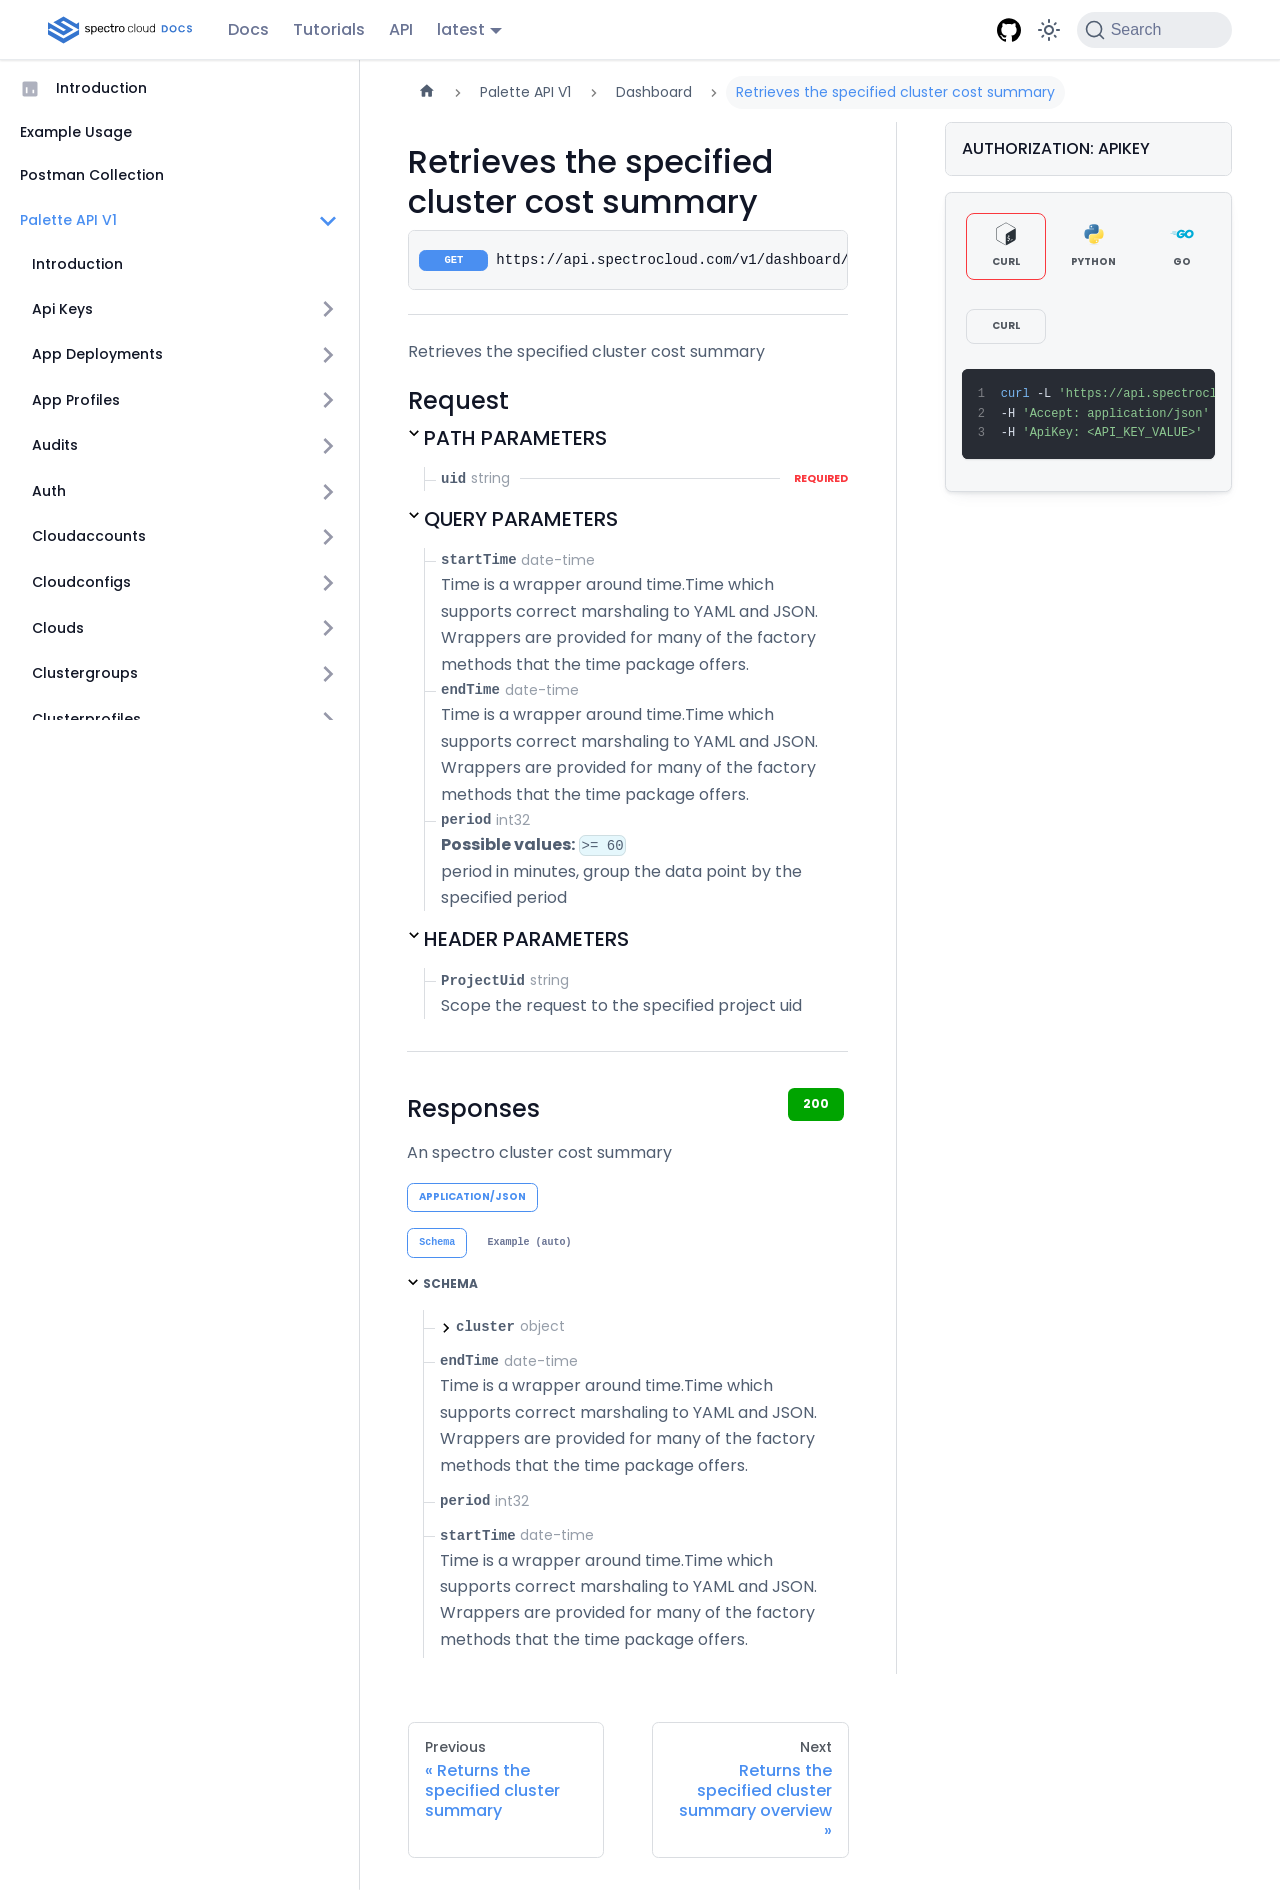 spectro cloud DOCS
Docs
Tutorials
API
latest
Search
Introduction
Example Usage
Postman Collection
Palette API V1
Introduction
Api Keys
App Deployments
App Profiles
Audits
Auth
Cloudaccounts
Cloudconfigs
Clouds
Clustergroups
Clusterprofiles
Palette API V1
Dashboard
Retrieves the specified cluster cost summary
Retrieves the specified
cluster cost summary
GET https://api.spectrocloud.com/v1/dashboard/
Retrieves the specified cluster cost summary
Request
PATH PARAMETERS
uid string REQUIRED
QUERY PARAMETERS
startTime date-time
Time is a wrapper around time.Time which
supports correct marshaling to YAML and JSON.
Wrappers are provided for many of the factory
methods that the time package offers.
endTime date-time
Time is a wrapper around time.Time which
supports correct marshaling to YAML and JSON.
Wrappers are provided for many of the factory
methods that the time package offers.
period int32
Possible values: >= 60
period in minutes, group the data point by the
specified period
HEADER PARAMETERS
ProjectUid string
Scope the request to the specified project uid
Responses
200
An spectro cluster cost summary
APPLICATION/JSON
Schema
Example (auto)
SCHEMA
cluster object
endTime date-time
Time is a wrapper around time.Time which
supports correct marshaling to YAML and JSON.
Wrappers are provided for many of the factory
methods that the time package offers.
period int32
startTime date-time
Time is a wrapper around time.Time which
supports correct marshaling to YAML and JSON.
Wrappers are provided for many of the factory
methods that the time package offers.
AUTHORIZATION: APIKEY
CURL
PYTHON
GO
CURL
1 curl -L 'https://api.spectrocl
2 -H 'Accept: application/json'
3 -H 'ApiKey: <API_KEY_VALUE>'
Previous
« Returns the
specified cluster
summary
Next
Returns the
specified cluster
summary overview
»